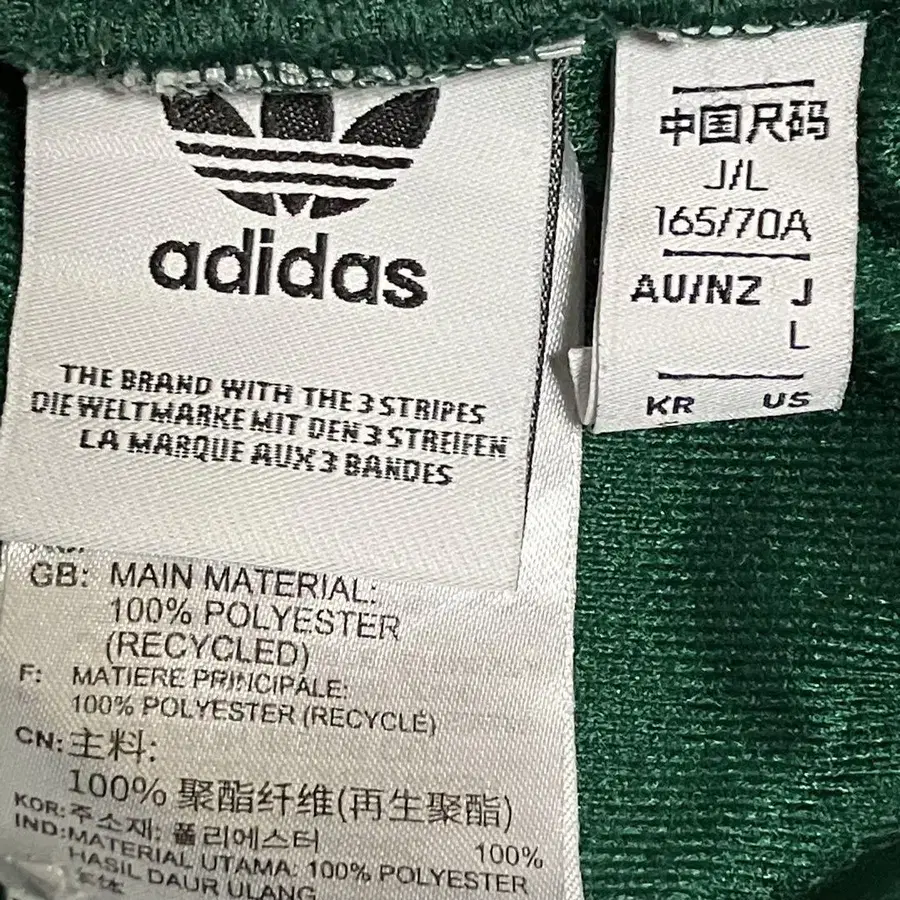 adidas
THE BRAND WITH THE 3 STRIPES
DIE WELTMARKE MIT DEN 3 STREIFEN
LA MARQUE AUX 3 BANDES
GB: MAIN MATERIAL:
100% POLYESTER
(RECYCLED)
F: MATIERE PRINCIPALE:
100% POLYESTER (RECYCLÉ)
CN: 主料:
100% 聚酯纤维(再生聚酯)
KOR: 주소재: 폴리에스터 100%
IND: MATERIAL UTAMA: 100% POLYESTER
HASIL DAUR ULANG
中国尺码
J/L
165/70A
AU/NZ J
L
KR US